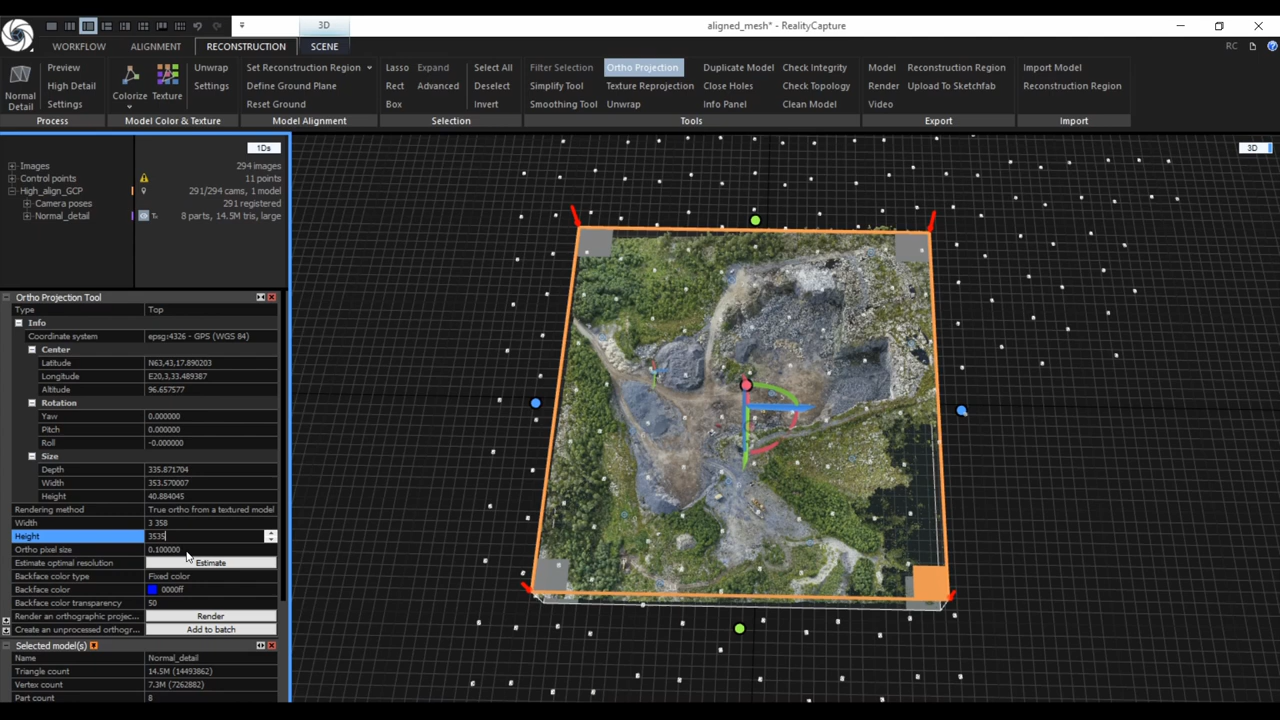 aligned_mesh* - RealityCapture
3D
WORKFLOW ALIGNMENT RECONSTRUCTION SCENE RC
Normal Detail
Preview
High Detail
Settings
Process
Colorize
Texture
Unwrap
Settings
Model Color & Texture
Set Reconstruction Region
Define Ground Plane
Reset Ground
Model Alignment
Lasso Expand Select All
Rect Advanced Deselect
Box Invert
Selection
Filter Selection Ortho Projection Duplicate Model Check Integrity
Simplify Tool Texture Reprojection Close Holes Check Topology
Smoothing Tool Unwrap Info Panel Clean Model
Tools
Model Reconstruction Region
Render Upload To Sketchfab
Video
Export
Import Model
Reconstruction Region
Import
1Ds
3D
Images 294 images
Control points 11 points
High_align_GCP 291/294 cams, 1 model
Camera poses 291 registered
Normal_detail 8 parts, 14.5M tris, large
Ortho Projection Tool
Type Top
Info
Coordinate system epsg:4326 - GPS (WGS 84)
Center
Latitude N63,43,17.890203
Longitude E20,3,33.489387
Altitude 96.657577
Rotation
Yaw 0.000000
Pitch 0.000000
Roll -0.000000
Size
Depth 335.871704
Width 353.570007
Height 40.884045
Rendering method True ortho from a textured model
Width 3 358
Height 3535
Ortho pixel size 0.100000
Estimate optimal resolution Estimate
Backface color type Fixed color
Backface color 0000ff
Backface color transparency 50
Render an orthographic projec... Render
Create an unprocessed orthogr... Add to batch
Selected model(s)
Name Normal_detail
Triangle count 14.5M (14493862)
Vertex count 7.3M (7262882)
Part count 8